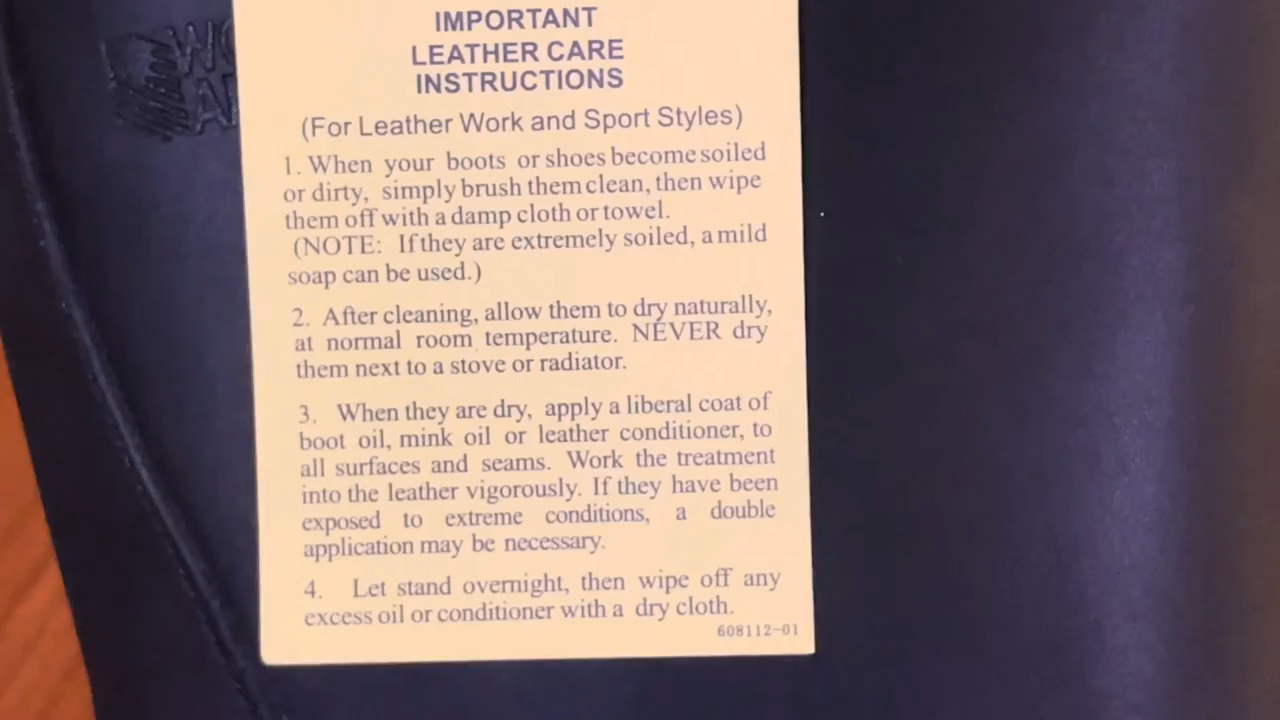 IMPORTANT
LEATHER CARE
INSTRUCTIONS
(For Leather Work and Sport Styles)
1. When your boots or shoes become soiled
or dirty, simply brush them clean, then wipe
them off with a damp cloth or towel.
(NOTE: If they are extremely soiled, a mild
soap can be used.)
2. After cleaning, allow them to dry naturally,
at normal room temperature. NEVER dry
them next to a stove or radiator.
3. When they are dry, apply a liberal coat of
boot oil, mink oil or leather conditioner, to
all surfaces and seams. Work the treatment
into the leather vigorously. If they have been
exposed to extreme conditions, a double
application may be necessary.
4. Let stand overnight, then wipe off any
excess oil or conditioner with a dry cloth.
608112-01